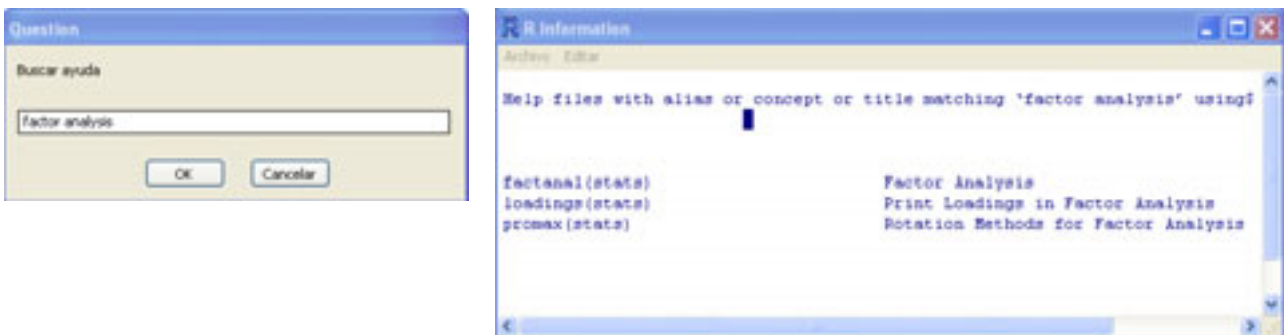 Question
Buscar ayuda
factor analysis
OK Cancelar
R Information
Archivo Editar
Help files with alias or concept or title matching 'factor analysis' using$
factanal(stats) Factor Analysis
loadings(stats) Print Loadings in Factor Analysis
promax(stats) Rotation Methods for Factor Analysis